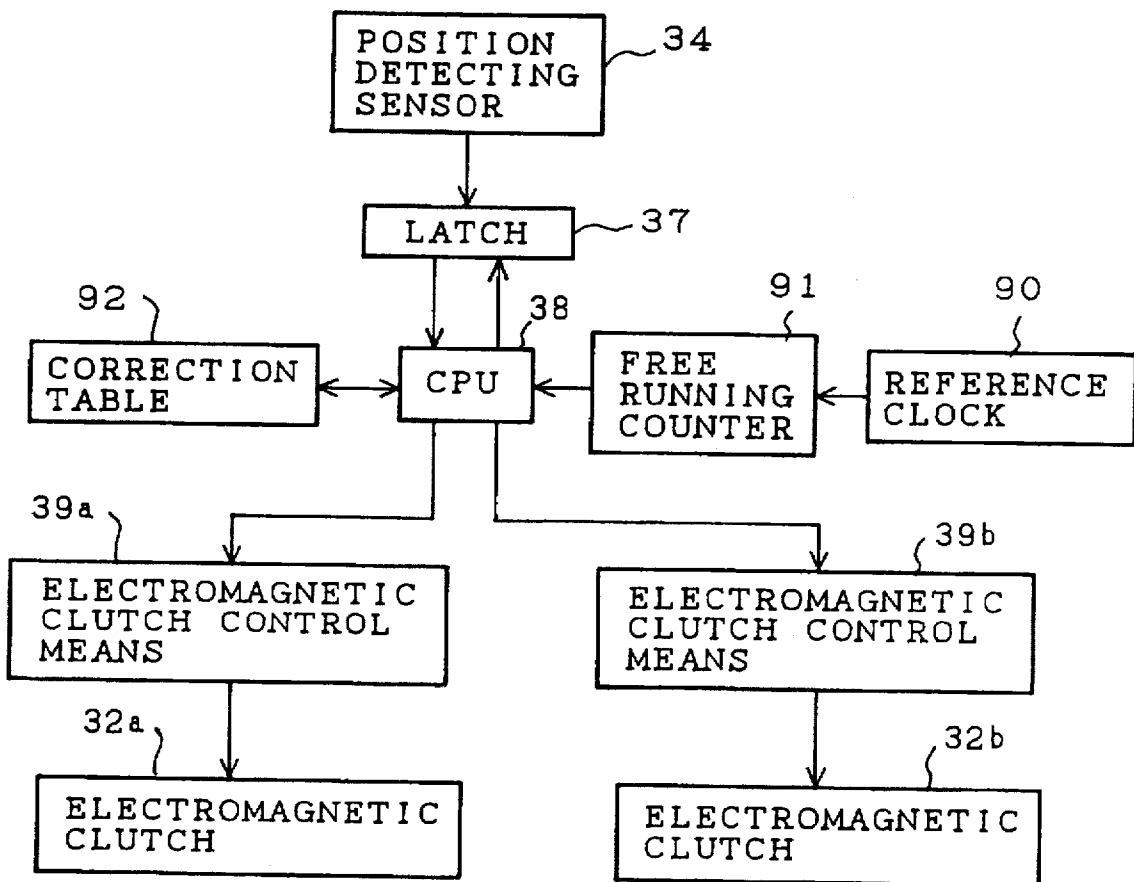 POSITION
DETECTING
SENSOR
34
LATCH
37
92
38
91
90
CORRECTION
TABLE
CPU
FREE
RUNNING
COUNTER
REFERENCE
CLOCK
39a
39b
ELECTROMAGNETIC
CLUTCH CONTROL
MEANS
ELECTROMAGNETIC
CLUTCH CONTROL
MEANS
32a
32b
ELECTROMAGNETIC
CLUTCH
ELECTROMAGNETIC
CLUTCH